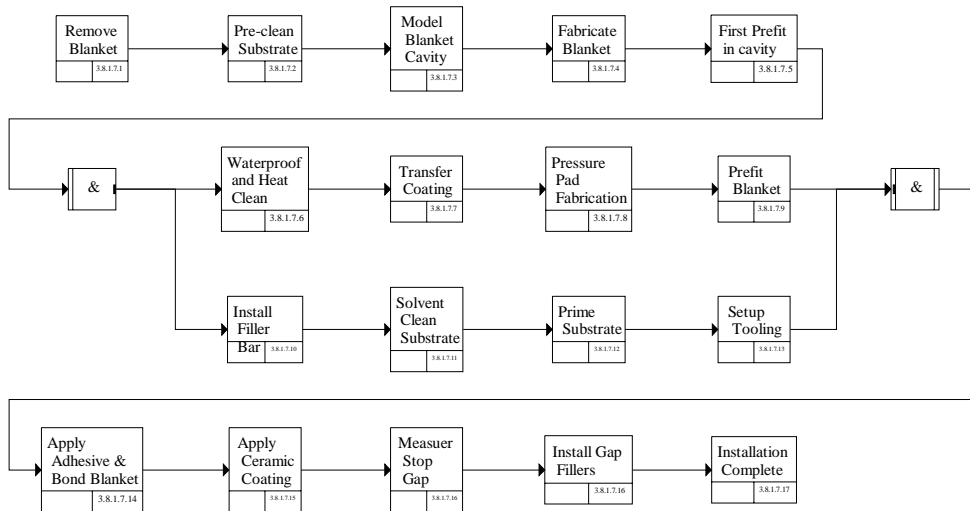 Remove
Blanket
3.8.1.7.1
Pre-clean
Substrate
3.8.1.7.2
Model
Blanket
Cavity
3.8.1.7.3
Fabricate
Blanket
3.8.1.7.4
First Prefit
in cavity
3.8.1.7.5
&
Waterproof
and Heat
Clean
3.8.1.7.6
Transfer
Coating
3.8.1.7.7
Pressure
Pad
Fabrication
3.8.1.7.8
Prefit
Blanket
3.8.1.7.9
&
Install
Filler
Bar
3.8.1.7.10
Solvent
Clean
Substrate
3.8.1.7.11
Prime
Substrate
3.8.1.7.12
Setup
Tooling
3.8.1.7.13
Apply
Adhesive &
Bond Blanket
3.8.1.7.14
Apply
Ceramic
Coating
3.8.1.7.15
Measuer
Stop
Gap
3.8.1.7.16
Install Gap
Fillers
3.8.1.7.16
Installation
Complete
3.8.1.7.17